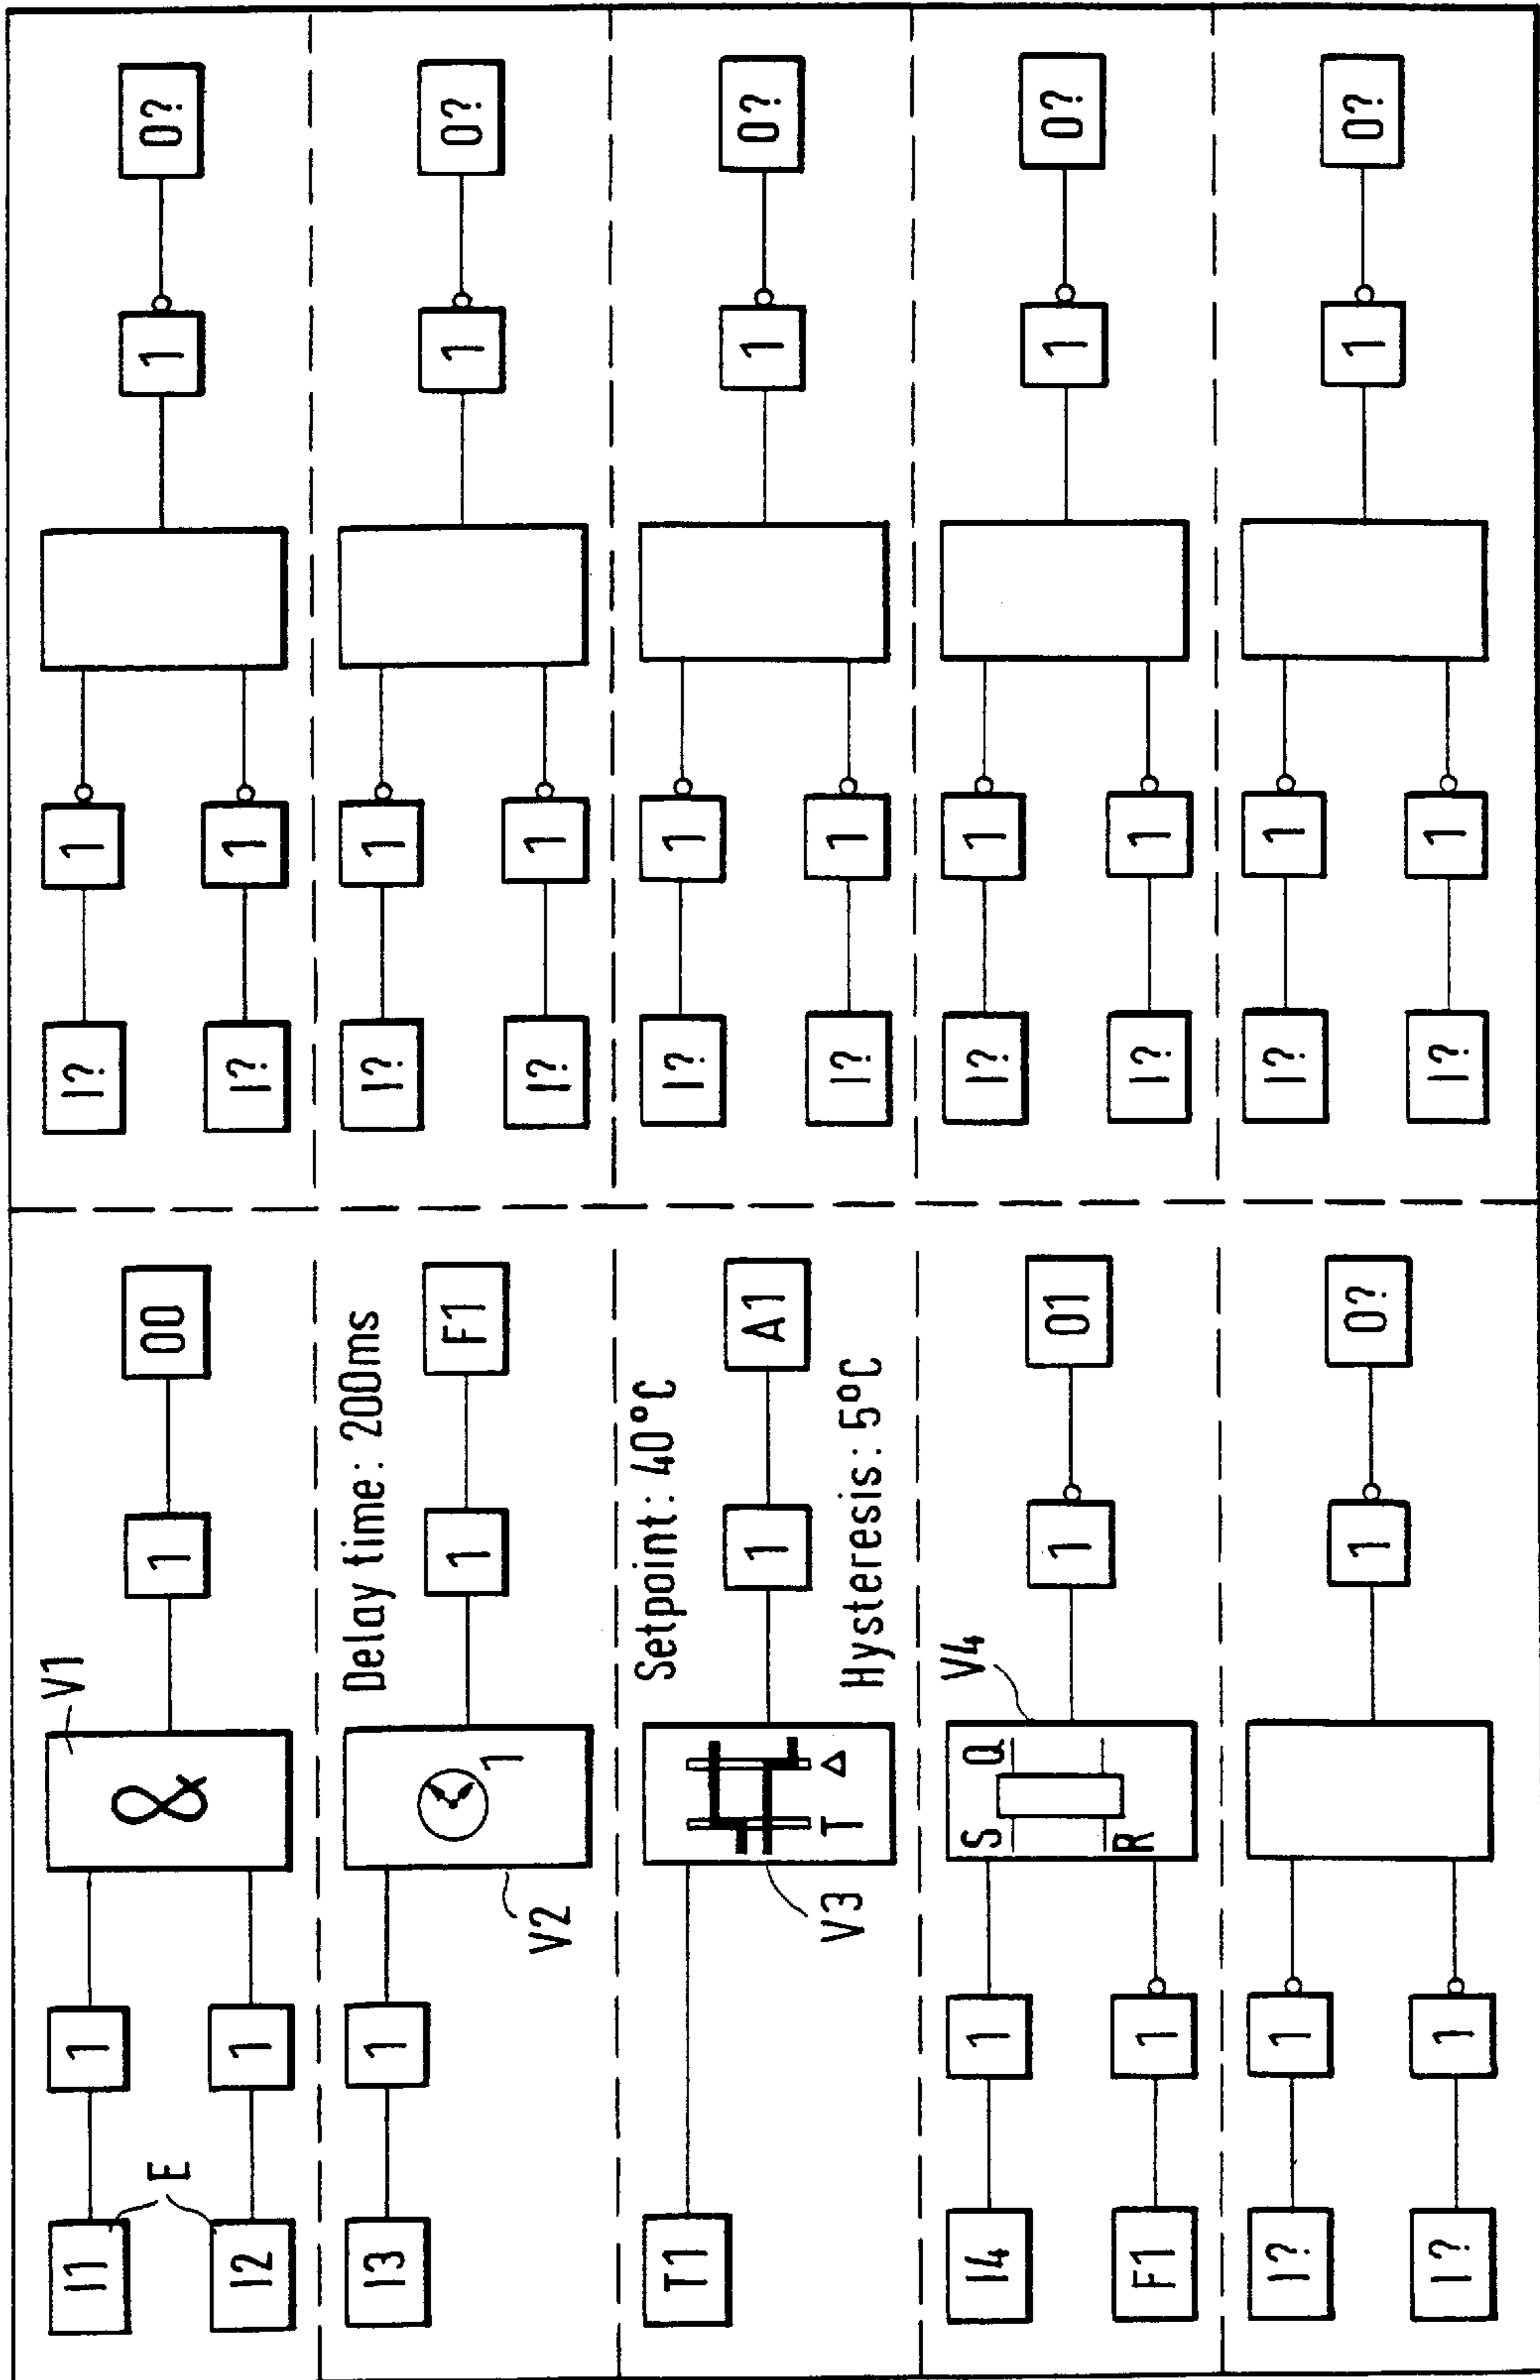 V1
I1 1
& 1 00
E
I2 1
Delay time: 200ms
I3 1
1 1 F1
V2
Setpoint: 40°C
T1
T Δ 1 A1
V3
Hysteresis: 5°C
V4
I4 1
S Q
R
1 01
F1 1
I? 1
1 0?
I? 1
I? 1
1 0?
I? 1
I? 1
1 0?
I? 1
I? 1
1 0?
I? 1
I? 1
1 0?
I? 1
I? 1
1 0?
I? 1